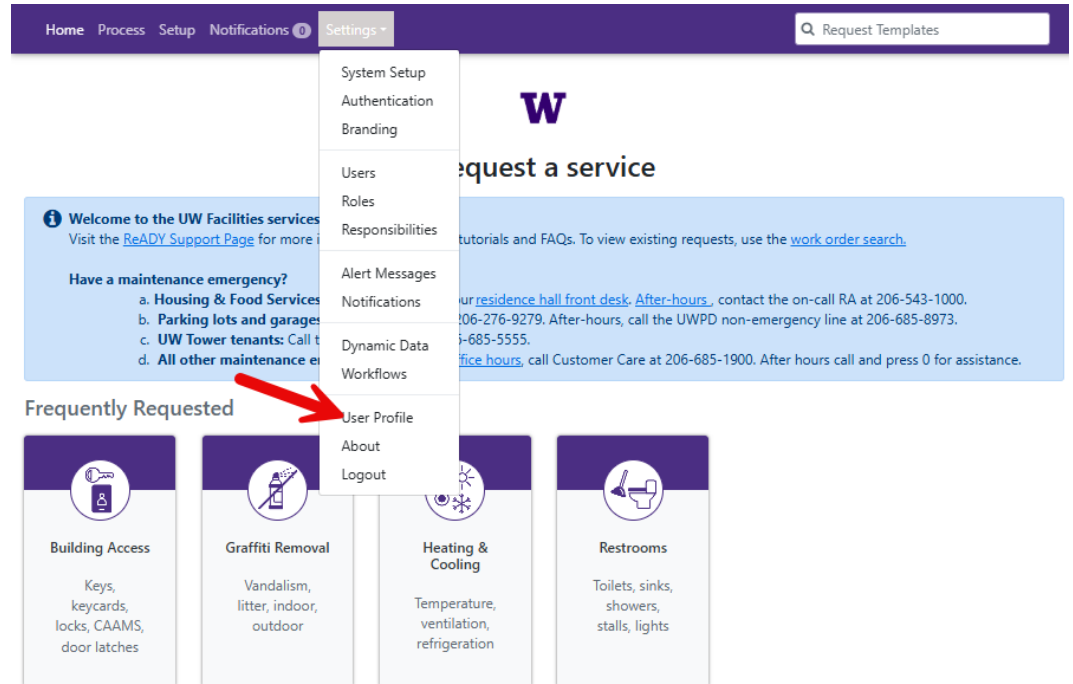 Home Process Setup Notifications 0 Settings
Request Templates
System Setup
Authentication
Branding
Users
Roles
Responsibilities
Alert Messages
Notifications
Dynamic Data
Workflows
User Profile
About
Logout
W
equest a service
Welcome to the UW Facilities services
Visit the ReADY Support Page for more i tutorials and FAQs. To view existing requests, use the work order search.
Have a maintenance emergency?
a. Housing & Food Services ur residence hall front desk. After-hours , contact the on-call RA at 206-543-1000.
b. Parking lots and garages 206-276-9279. After-hours, call the UWPD non-emergency line at 206-685-8973.
c. UW Tower tenants: Call t 5-685-5555.
d. All other maintenance e fice hours, call Customer Care at 206-685-1900. After hours call and press 0 for assistance.
Frequently Requested
Building Access
Keys,
keycards,
locks, CAAMS,
door latches
Graffiti Removal
Vandalism,
litter, indoor,
outdoor
Heating &
Cooling
Temperature,
ventilation,
refrigeration
Restrooms
Toilets, sinks,
showers,
stalls, lights